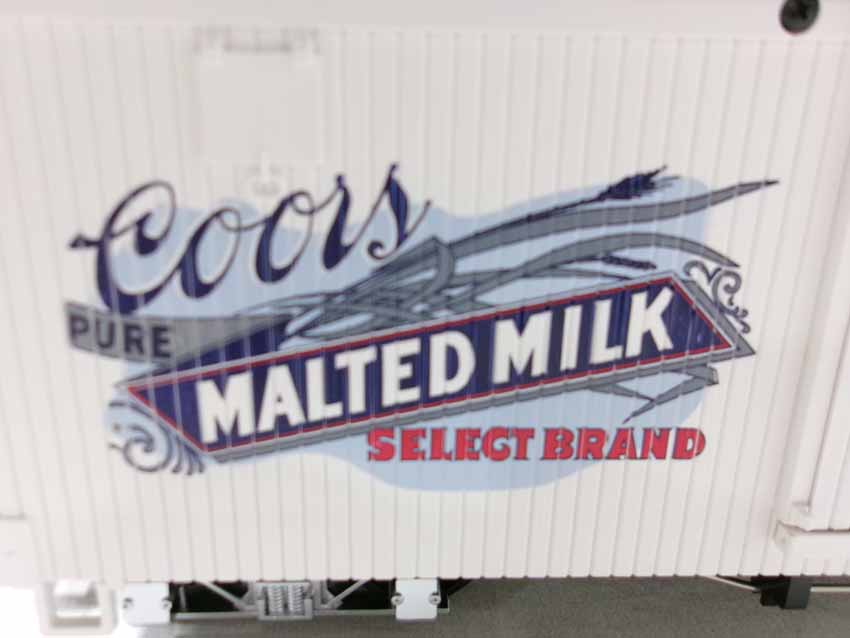 Coors
PURE
MALTED MILK
SELECT BRAND